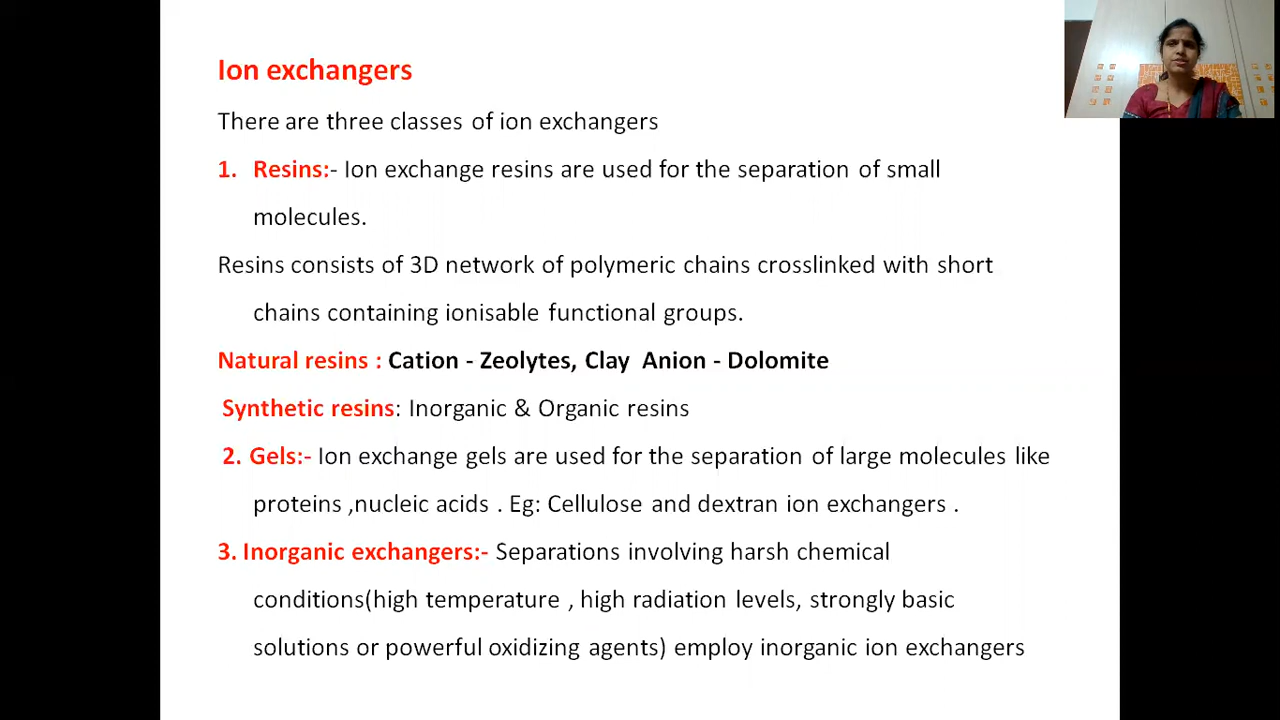 Ion exchangers
There are three classes of ion exchangers
1. Resins:- Ion exchange resins are used for the separation of small
molecules.
Resins consists of 3D network of polymeric chains crosslinked with short
chains containing ionisable functional groups.
Natural resins : Cation - Zeolytes, Clay Anion - Dolomite
Synthetic resins: Inorganic & Organic resins
2. Gels:- Ion exchange gels are used for the separation of large molecules like
proteins ,nucleic acids . Eg: Cellulose and dextran ion exchangers .
3. Inorganic exchangers:- Separations involving harsh chemical
conditions(high temperature , high radiation levels, strongly basic
solutions or powerful oxidizing agents) employ inorganic ion exchangers